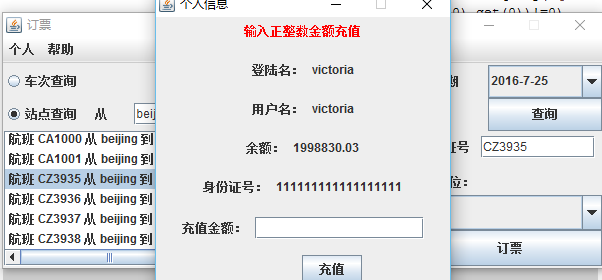 个人信息
get(0))!=0)
订票
个人 帮助
输入正整数金额充值
登陆名: victoria
用户名: victoria
余额: 1998830.03
身份证号: 111111111111111111
充值金额:
充值
车次查询
期 2016-7-25
站点查询 从 beij
查询
航班 CA1000 从 beijing 到
航班 CA1001 从 beijing 到
航班 CZ3935 从 beijing 到
航班 CZ3936 从 beijing 到
航班 CZ3937 从 beijing 到
航班 CZ3938 从 beijing 到
证号 CZ3935
位:
订票